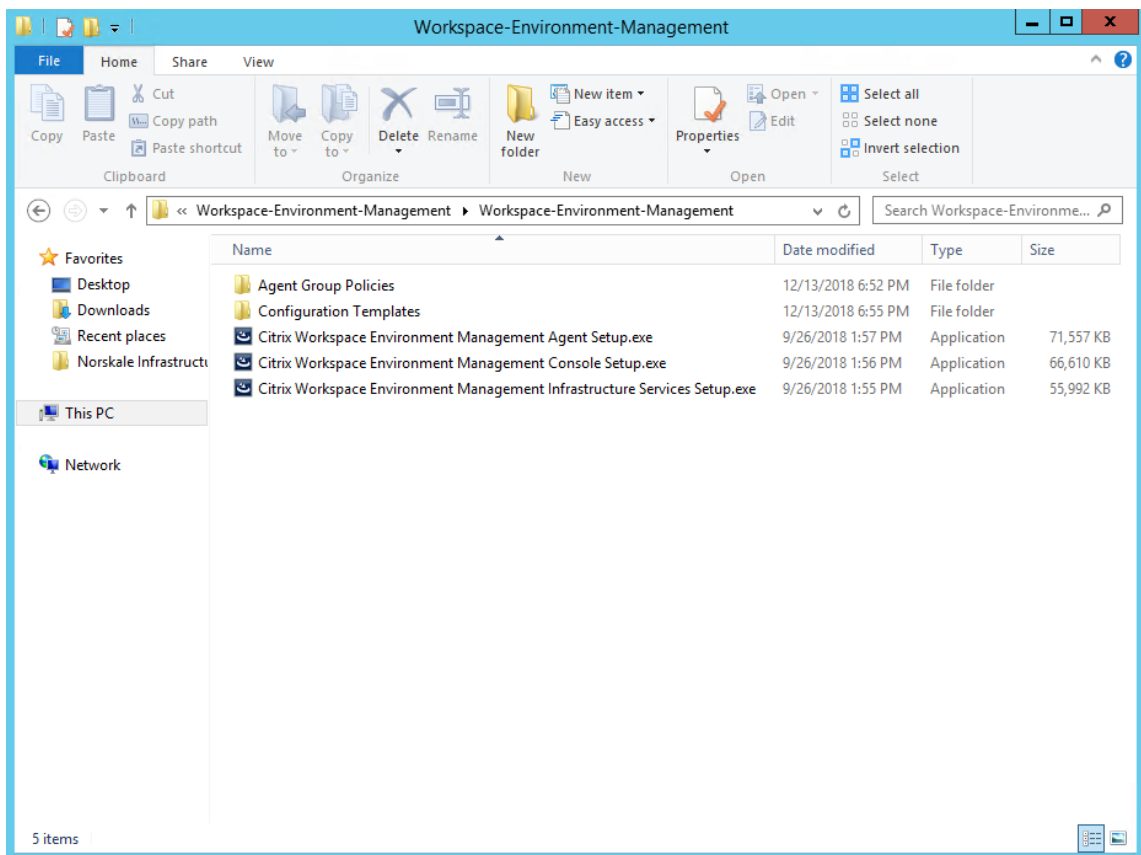 Workspace-Environment-Management
File Home Share View
Copy
Paste
Cut
Copy path
Paste shortcut
Clipboard
Move to
Copy to
Delete
Rename
Organize
New folder
New item
Easy access
New
Properties
Open
Edit
Open
Select all
Select none
Invert selection
Select
« Workspace-Environment-Management Workspace-Environment-Management
Search Workspace-Environme...
Favorites
Desktop
Downloads
Recent places
Norskale Infrastructu
This PC
Network
Name Date modified Type Size
Agent Group Policies 12/13/2018 6:52 PM File folder
Configuration Templates 12/13/2018 6:55 PM File folder
Citrix Workspace Environment Management Agent Setup.exe 9/26/2018 1:57 PM Application 71,557 KB
Citrix Workspace Environment Management Console Setup.exe 9/26/2018 1:56 PM Application 66,610 KB
Citrix Workspace Environment Management Infrastructure Services Setup.exe 9/26/2018 1:55 PM Application 55,992 KB
5 items